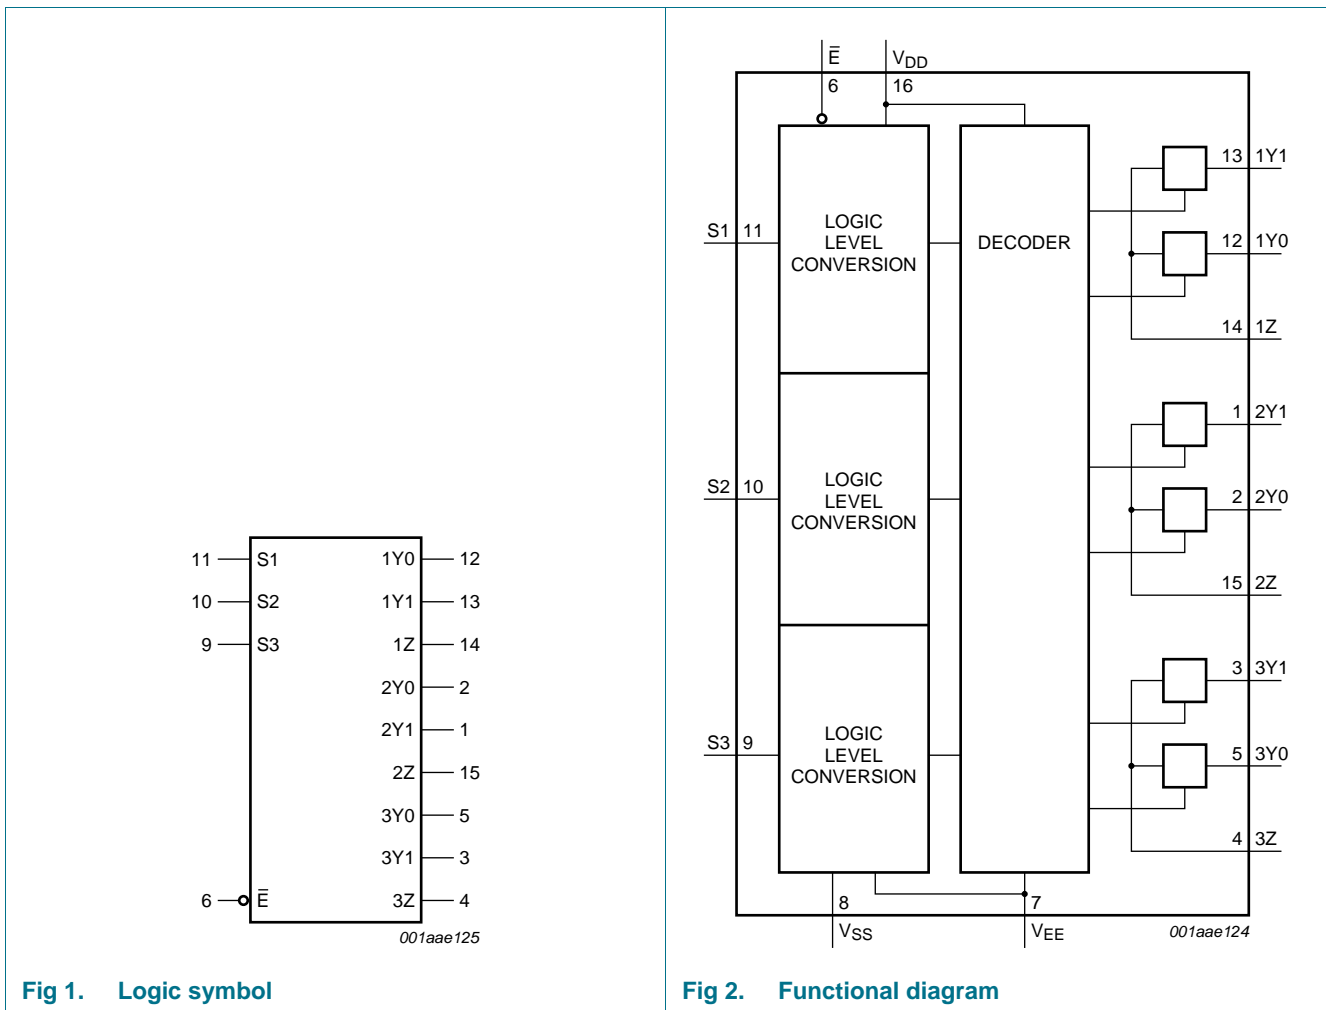 11 S1 1Y0 12
10 S2 1Y1 13
9 S3 1Z 14
2Y0 2
2Y1 1
2Z 15
3Y0 5
3Y1 3
6 E̅ 3Z 4
001aae125
Fig 1. Logic symbol
E̅ VDD
6 16
13 1Y1
S1 11
LOGIC
LEVEL
CONVERSION
DECODER
12 1Y0
14 1Z
1 2Y1
S2 10
LOGIC
LEVEL
CONVERSION
2 2Y0
15 2Z
3 3Y1
S3 9
LOGIC
LEVEL
CONVERSION
5 3Y0
4 3Z
8 7
VSS VEE
001aae124
Fig 2. Functional diagram